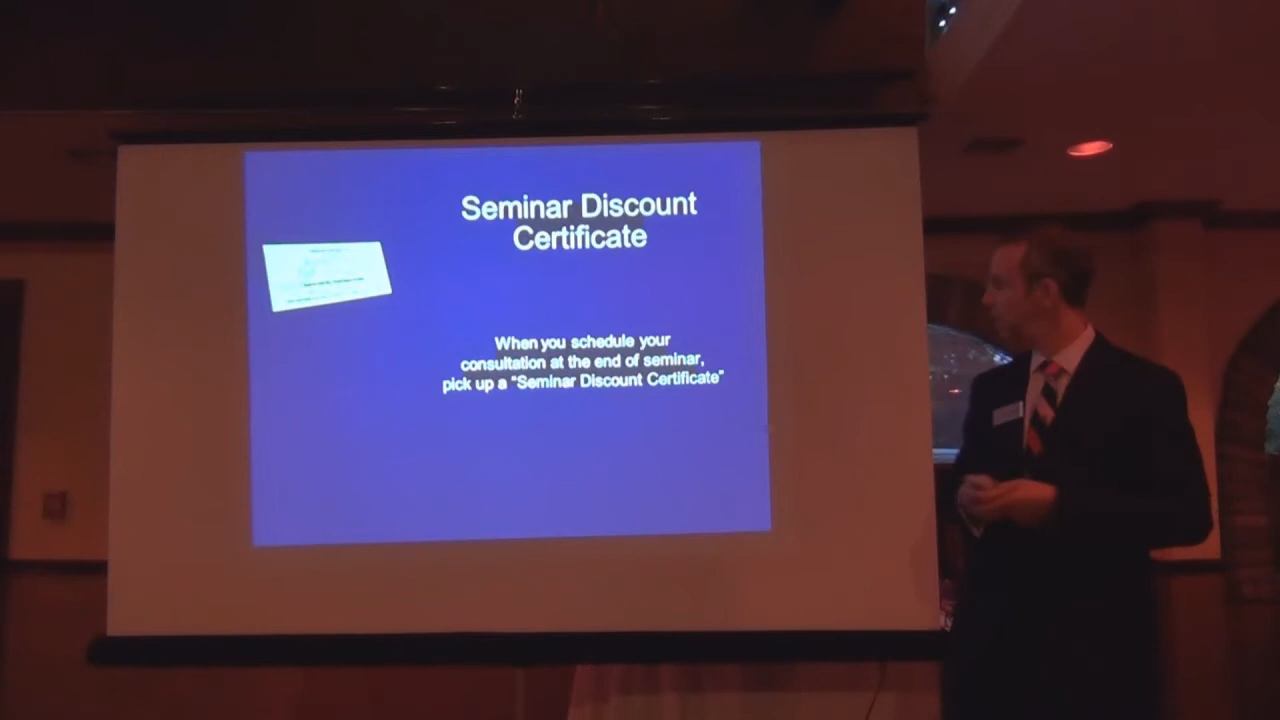 Seminar Discount
Certificate
When you schedule your
consultation at the end of seminar,
pick up a "Seminar Discount Certificate"